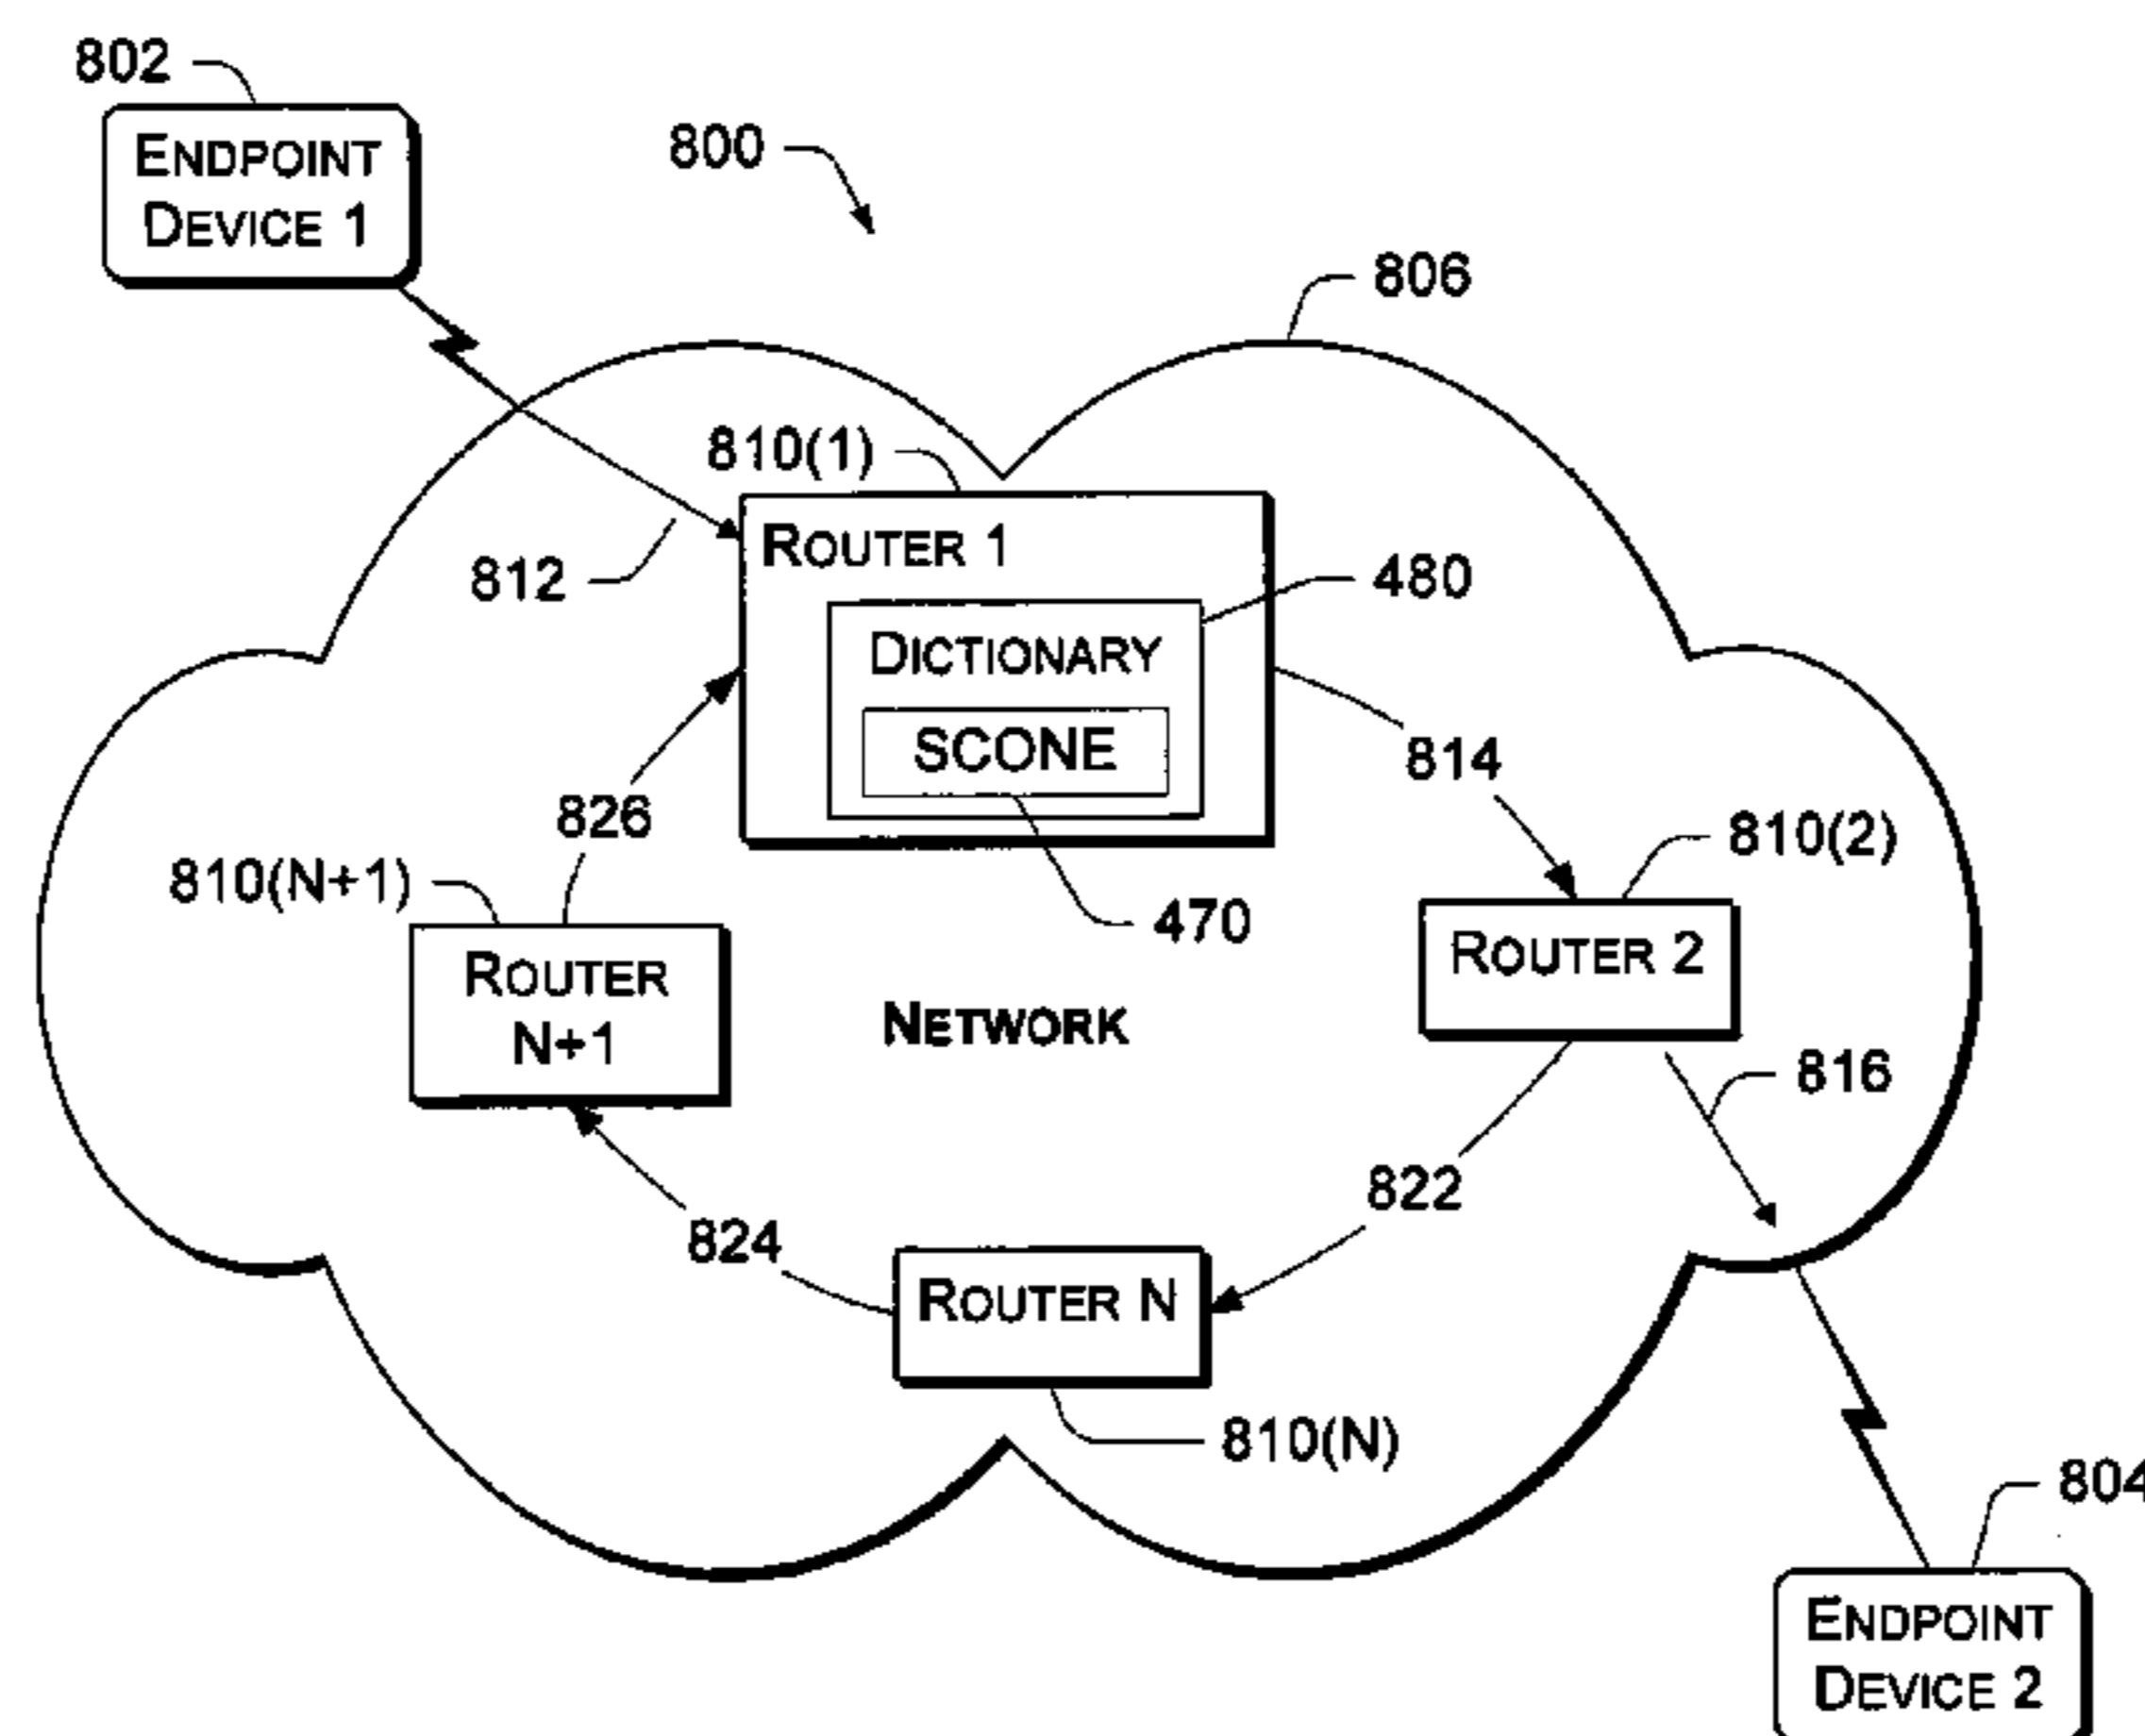 802
ENDPOINT
DEVICE 1
800
806
810(1)
ROUTER 1
812
480
DICTIONARY
SCONE
814
826
810(2)
810(N+1)
470
ROUTER 2
ROUTER
N+1
NETWORK
816
822
824
ROUTER N
810(N)
804
ENDPOINT
DEVICE 2